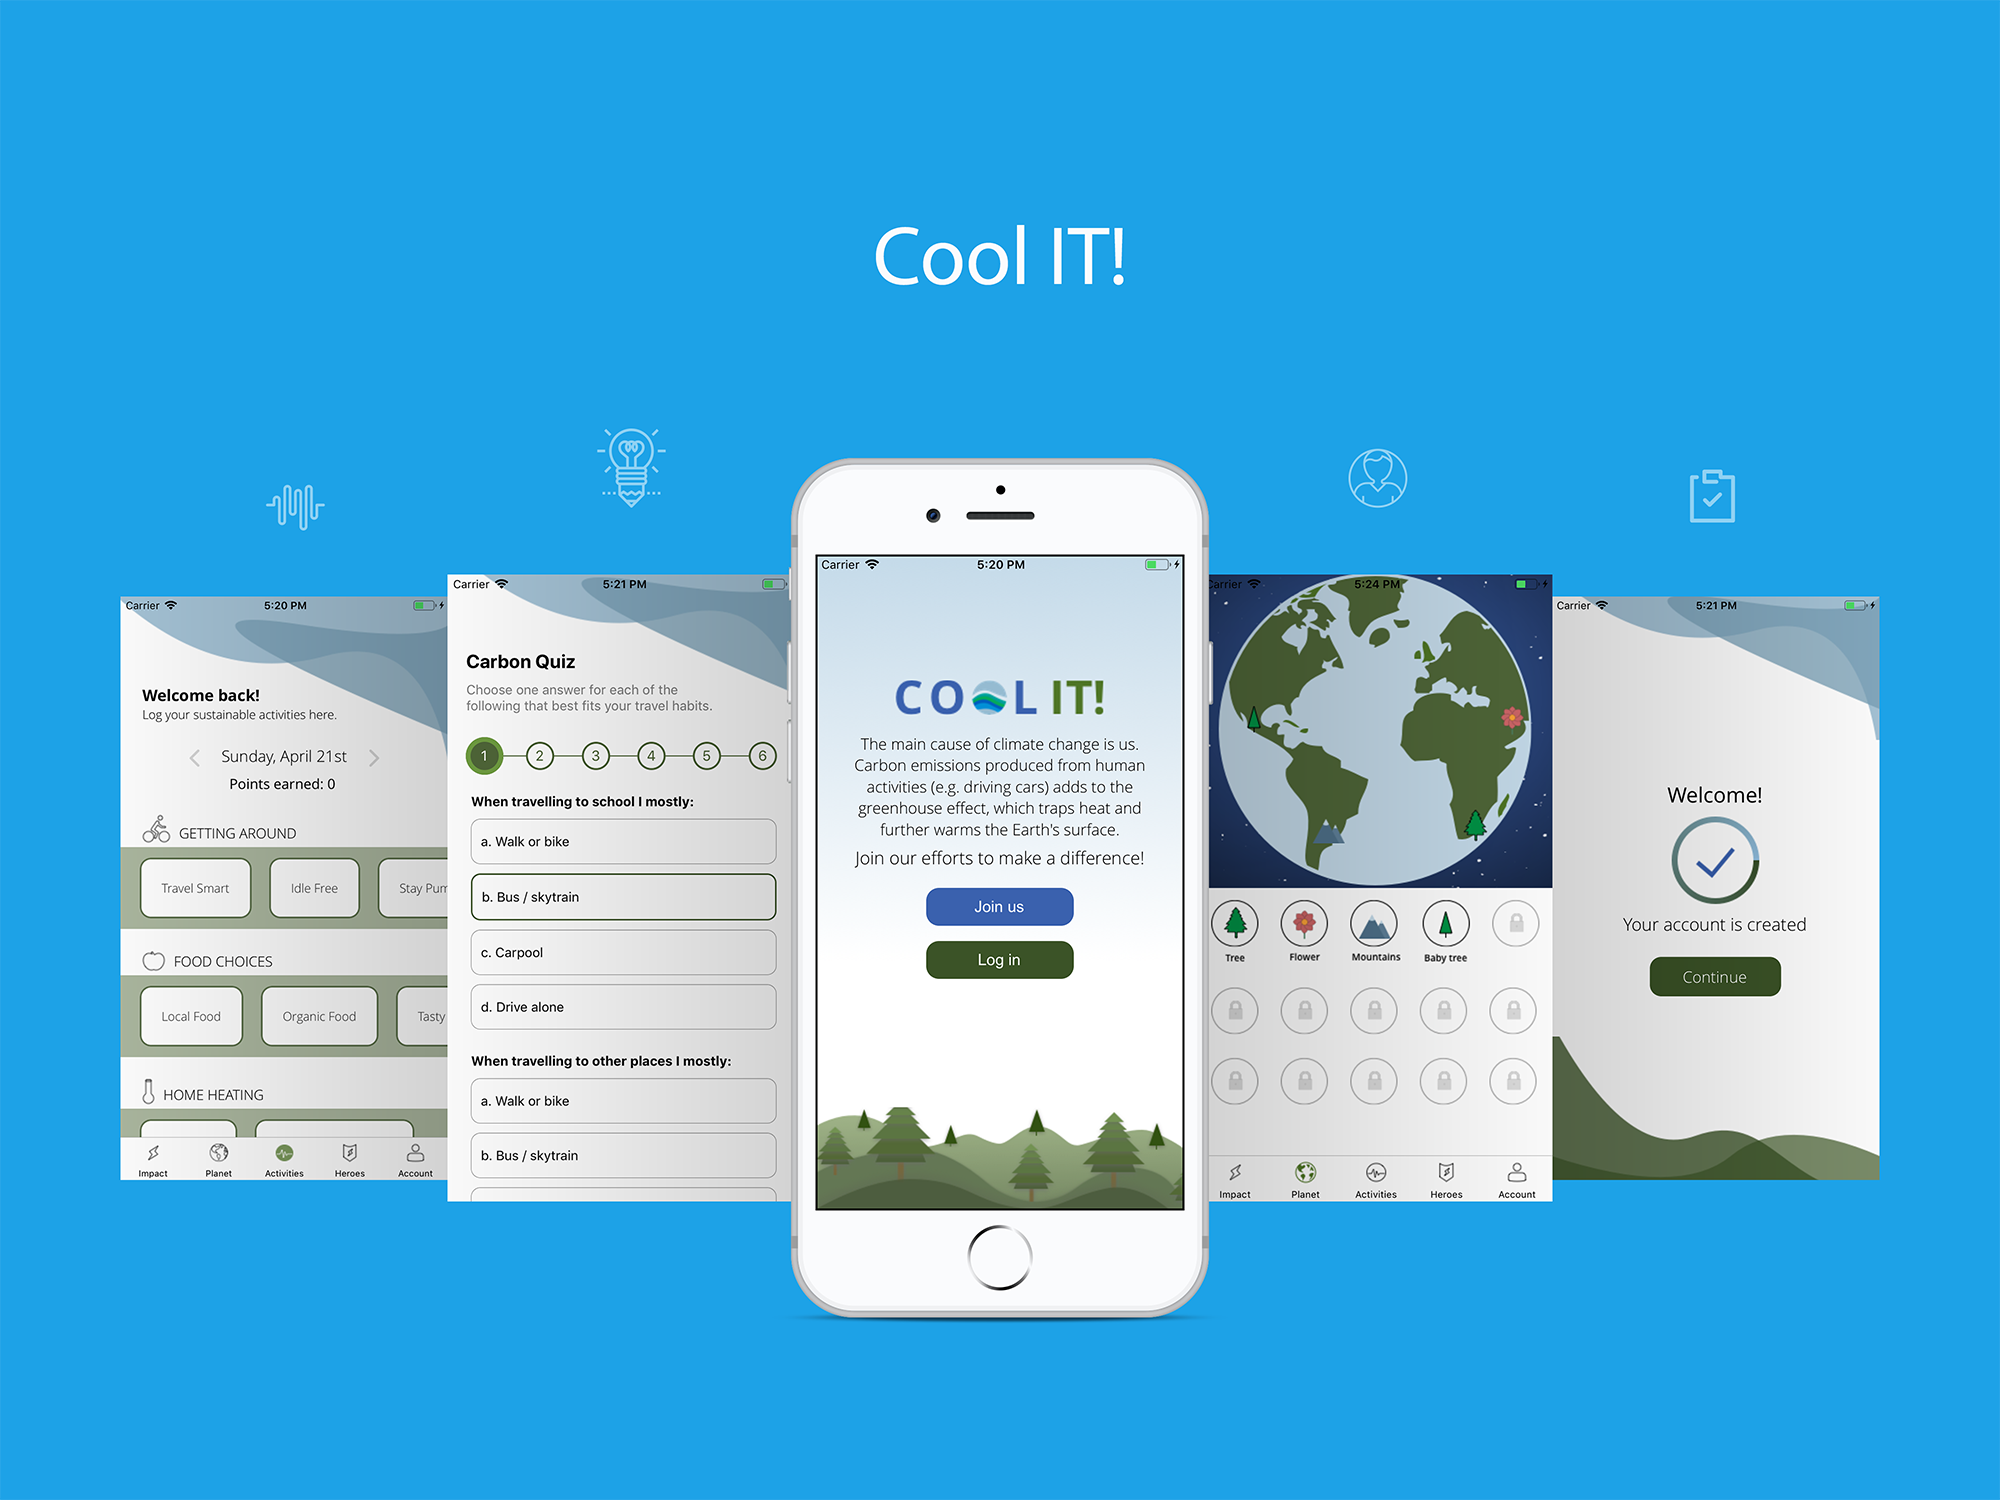 Cool IT!
Carrier
5:20 PM
Welcome back!
Log your sustainable activities here.
Sunday, April 21st
Points earned: 0
GETTING AROUND
Travel Smart
Idle Free
Stay
FOOD CHOICES
Local Food
Organic Food
Tasty
HOME HEATING
Impact
Planet
Activities
Heroes
Account
Carrier
5:21 PM
Carbon Quiz
Choose one answer for each of the
following that best fits your travel habits.
1
2
3
4
5
6
When travelling to school I mostly:
a. Walk or bike
b. Bus / skytrain
c. Carpool
d. Drive alone
When travelling to other places I mostly:
a. Walk or bike
b. Bus / skytrain
Carrier
5:20 PM
COOL IT!
The main cause of climate change is us.
Carbon emissions produced from human
activities (e.g. driving cars) adds to the
greenhouse effect, which traps heat and
further warms the Earth's surface.
Join our efforts to make a difference!
Join us
Log in
Carrier
5:24 PM
Tree
Flower
Mountains
Baby tree
Impact
Planet
Activities
Heroes
Account
Carrier
5:21 PM
Welcome!
Your account is created
Continue